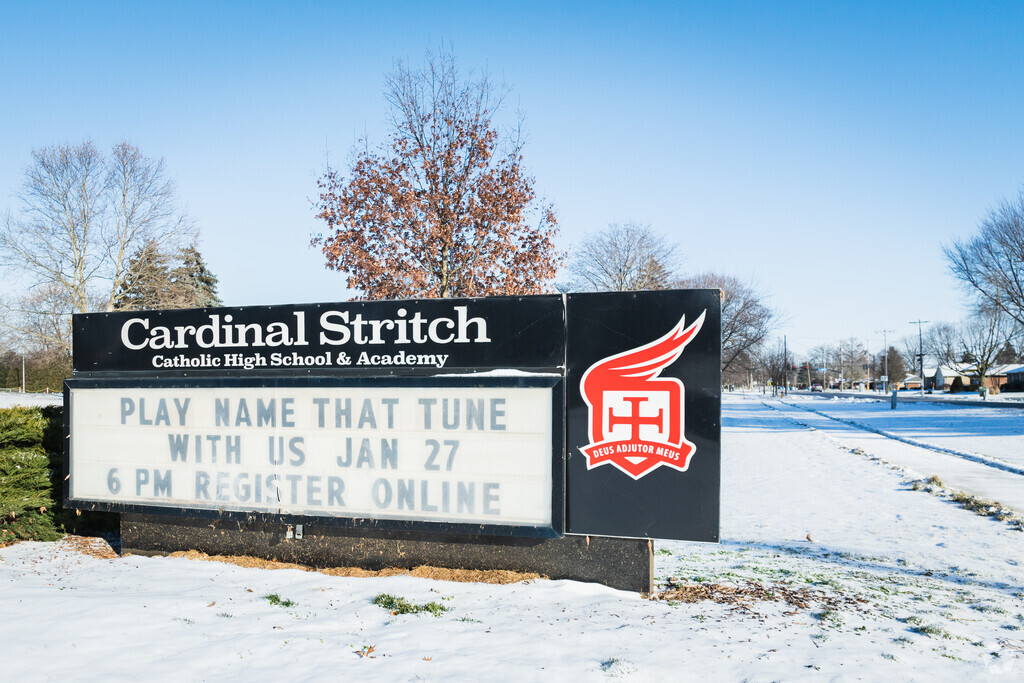 Cardinal Stritch
Catholic High School & Academy
PLAY NAME THAT TUNE
WITH US JAN 27
6 PM REGISTER ONLINE
DEUS ADJUTOR MEUS